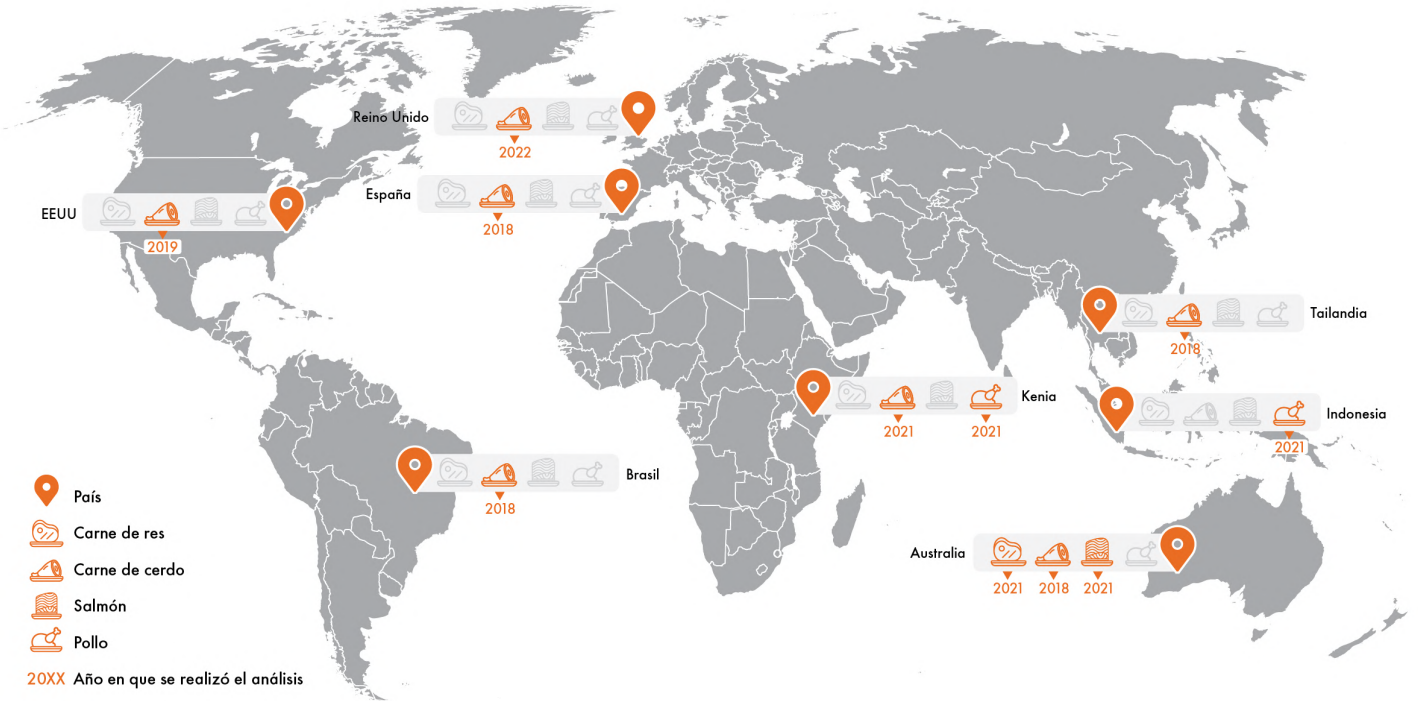 Reino Unido
2022
España
2018
EEUU
2019
Tailandia
2018
Kenia
2021 2021
Indonesia
2021
Brasil
2018
Australia
2021 2018 2021
País
Carne de res
Carne de cerdo
Salmón
Pollo
20XX Año en que se realizó el análisis